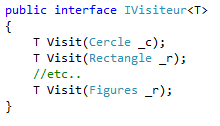 public interface IVisiteur<T>
{
T Visit(Cercle _c);
T Visit(Rectangle _r);
//etc..
T Visit(Figures _r);
}